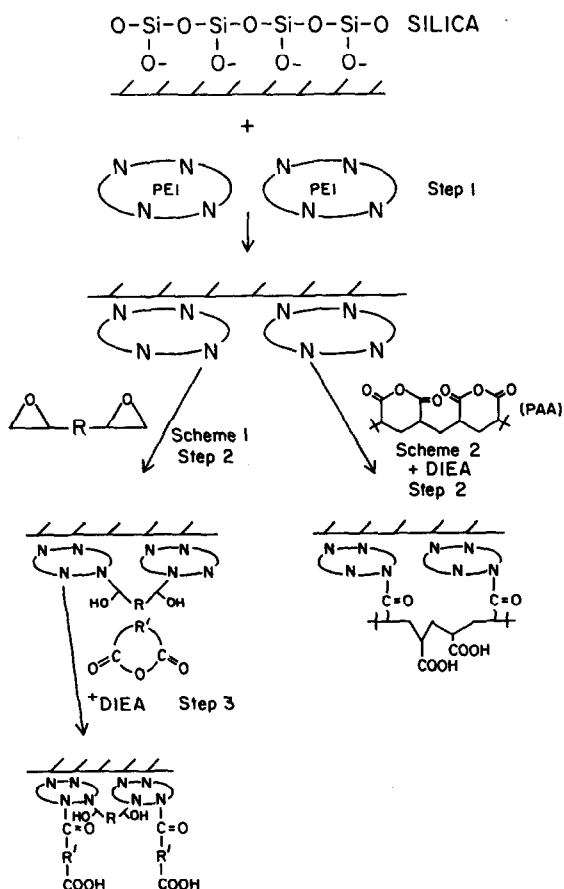 O-Si-O-Si-O-Si-O-Si-O SILICA
O- O- O- O-
+
N N N N
PEI PEI Step 1
N N N N
N N N N
N N N N
O O
R
Scheme 1
Step 2
O O O O O O
(PAA)
Scheme 2
+ DIEA
Step 2
N N N N
N N N N
HO R OH
R'
O=C C=O
O
+DIEA Step 3
N N N N
N N N N
C=O C=O
COOH COOH
N-N N-N
N N N N
HO R OH
C=O C=O
R' R'
COOH COOH